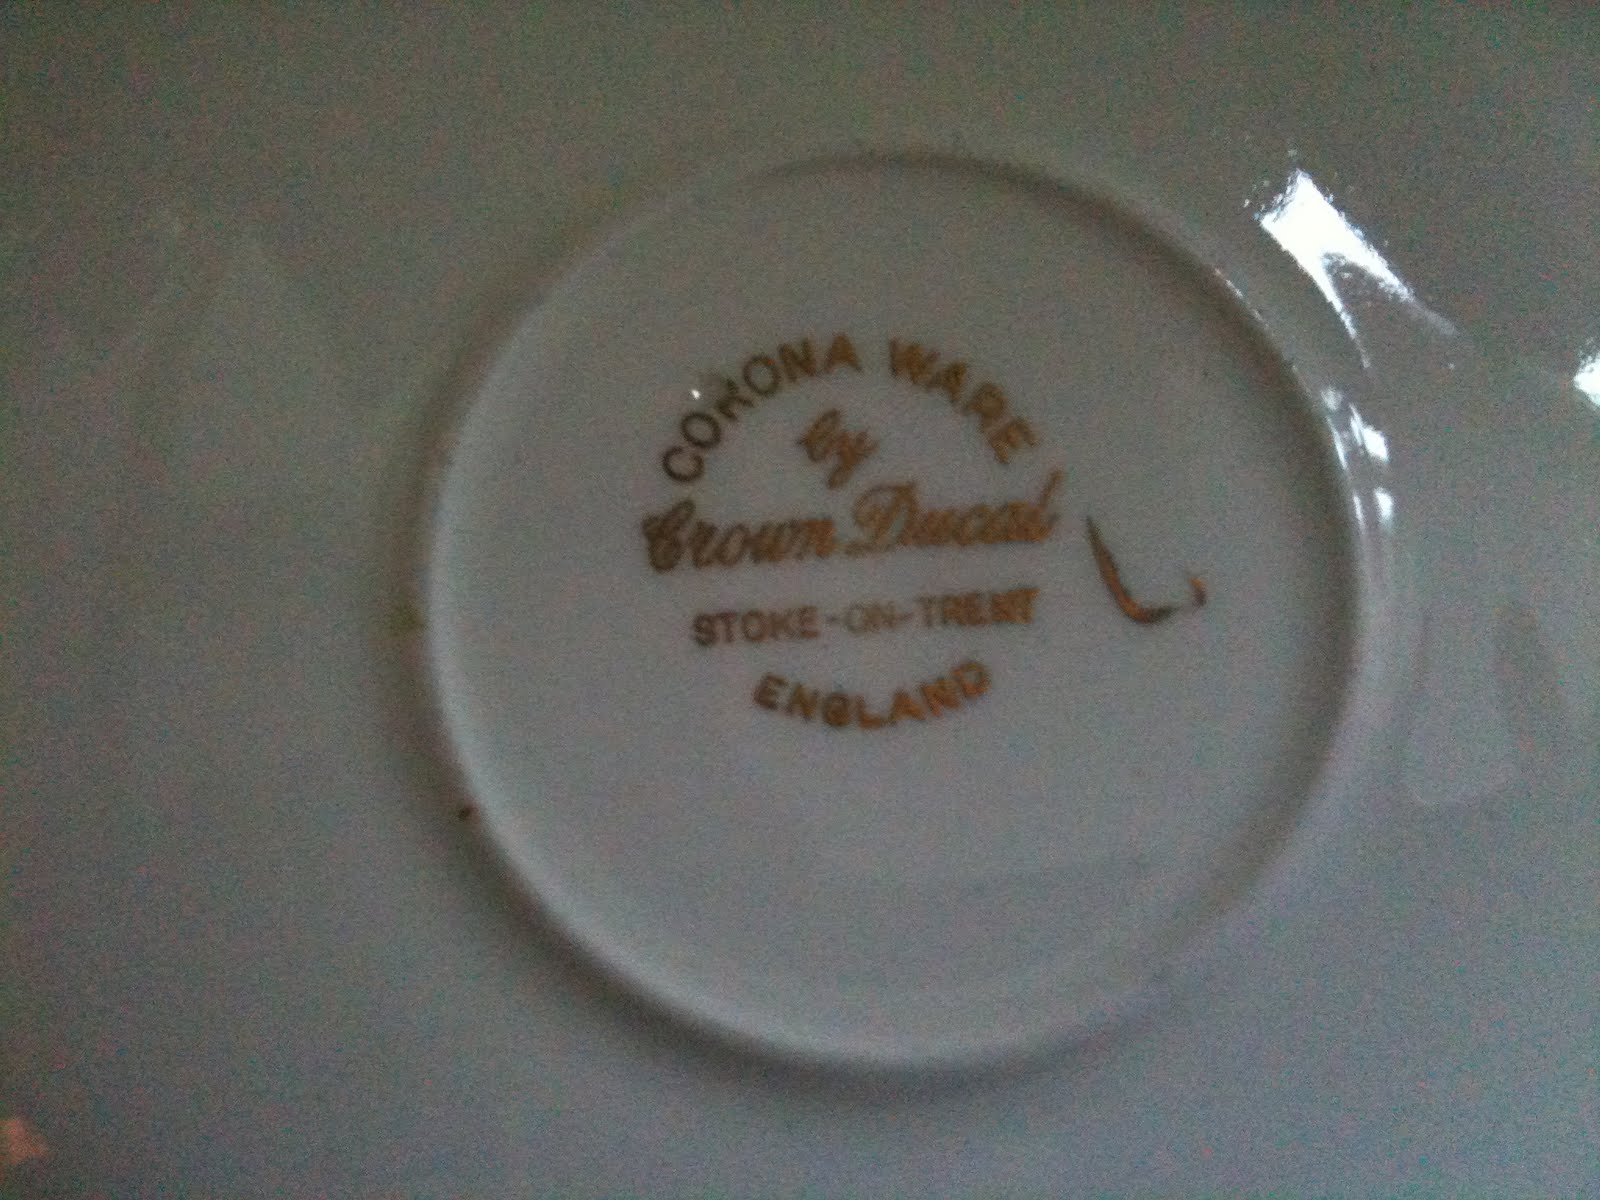 CORONA WARE
by
Crown Ducal
STOKE-ON-TRENT
ENGLAND